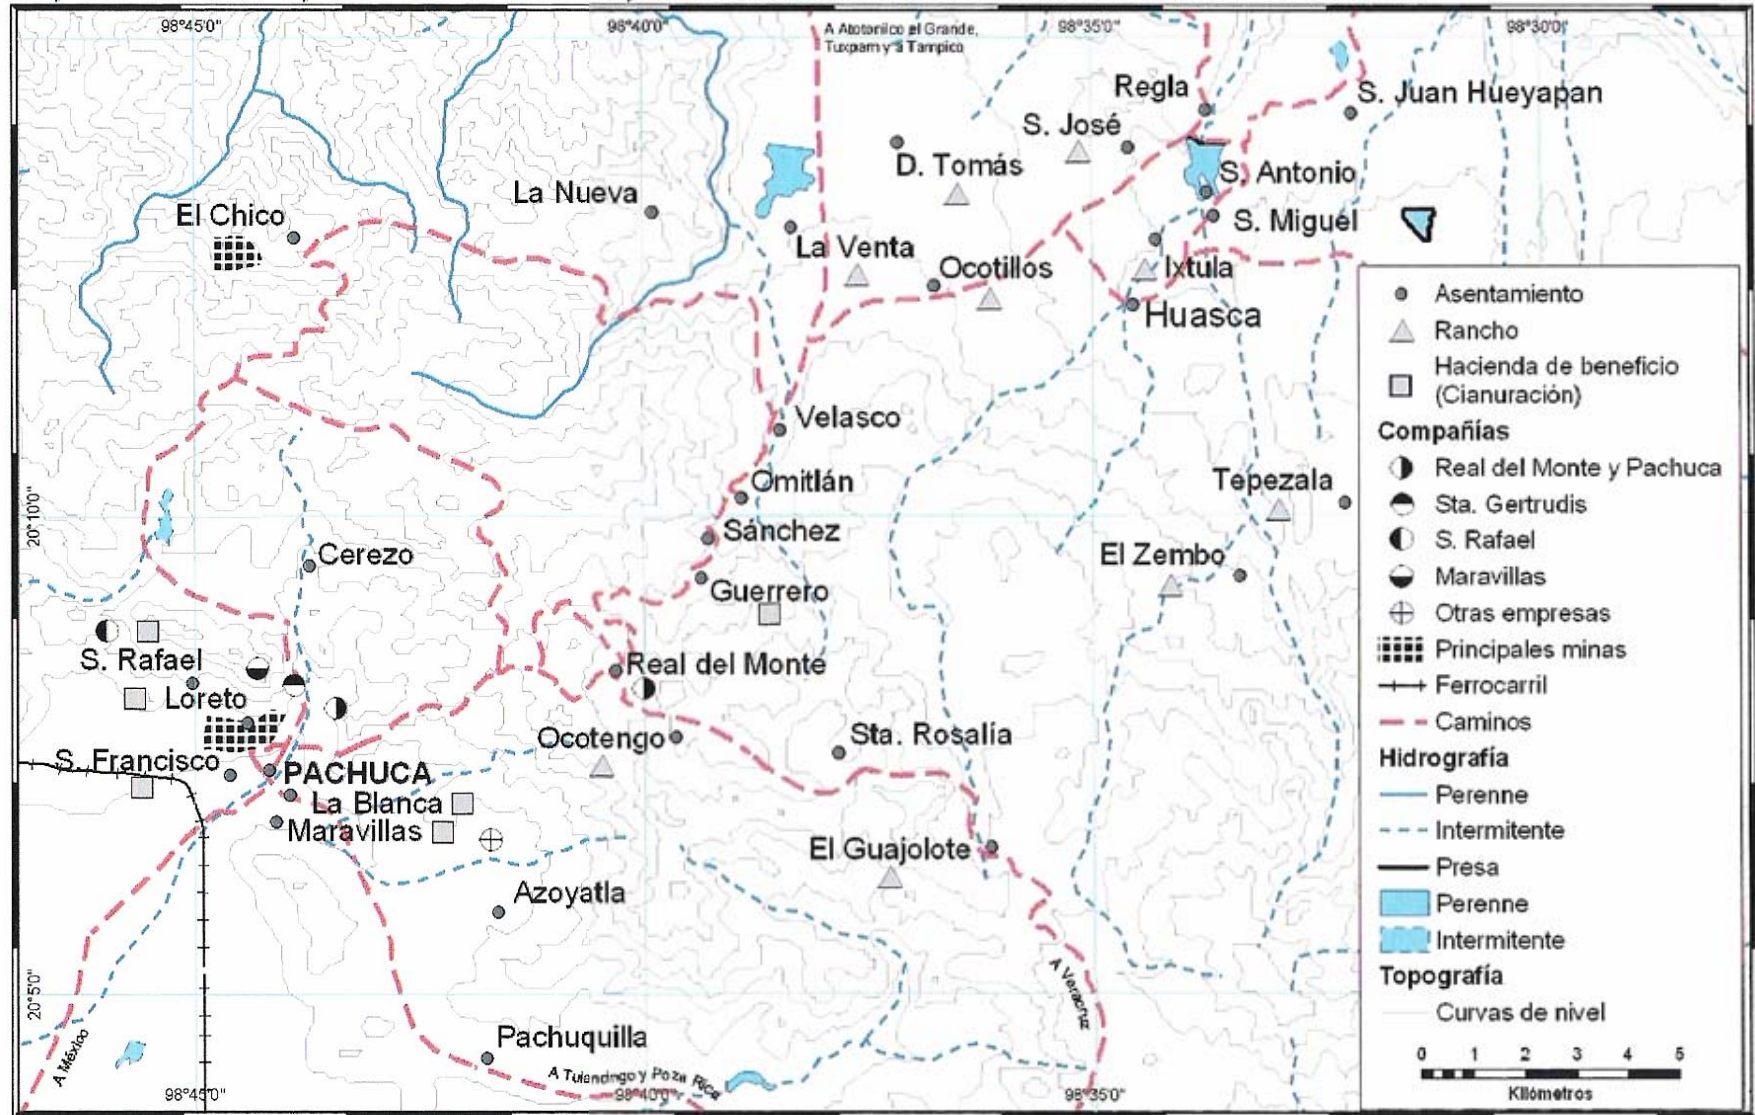 98°45'0"
98°40'0"
A Atotonilco el Grande,
Tuxpam y a Tampico
98°35'0"
98°30'0"
Regla
S. Juan Hueyapan
S. José
D. Tomás
S. Antonio
La Nueva
El Chico
S. Miguel
La Venta
Ocotillos
Ixtula
Huasca
Velasco
Omitlán
Tepezala
20°10'0"
Sánchez
Cerezo
El Zembo
Guerrero
S. Rafael
Real del Monte
Loreto
Ocotengo
Sta. Rosalía
S. Francisco
PACHUCA
La Blanca
Maravillas
El Guajolote
Azoyatla
20°5'0"
A Veracruz
Pachuquilla
A México
A Tulancingo y Poza Rica
98°45'0"
98°40'0"
98°35'0"
Asentamiento
Rancho
Hacienda de beneficio
(Cianuración)
Compañías
Real del Monte y Pachuca
Sta. Gertrudis
S. Rafael
Maravillas
Otras empresas
Principales minas
Ferrocarril
Caminos
Hidrografía
Perenne
Intermitente
Presa
Perenne
Intermitente
Topografía
Curvas de nivel
0 1 2 3 4 5
Kilómetros